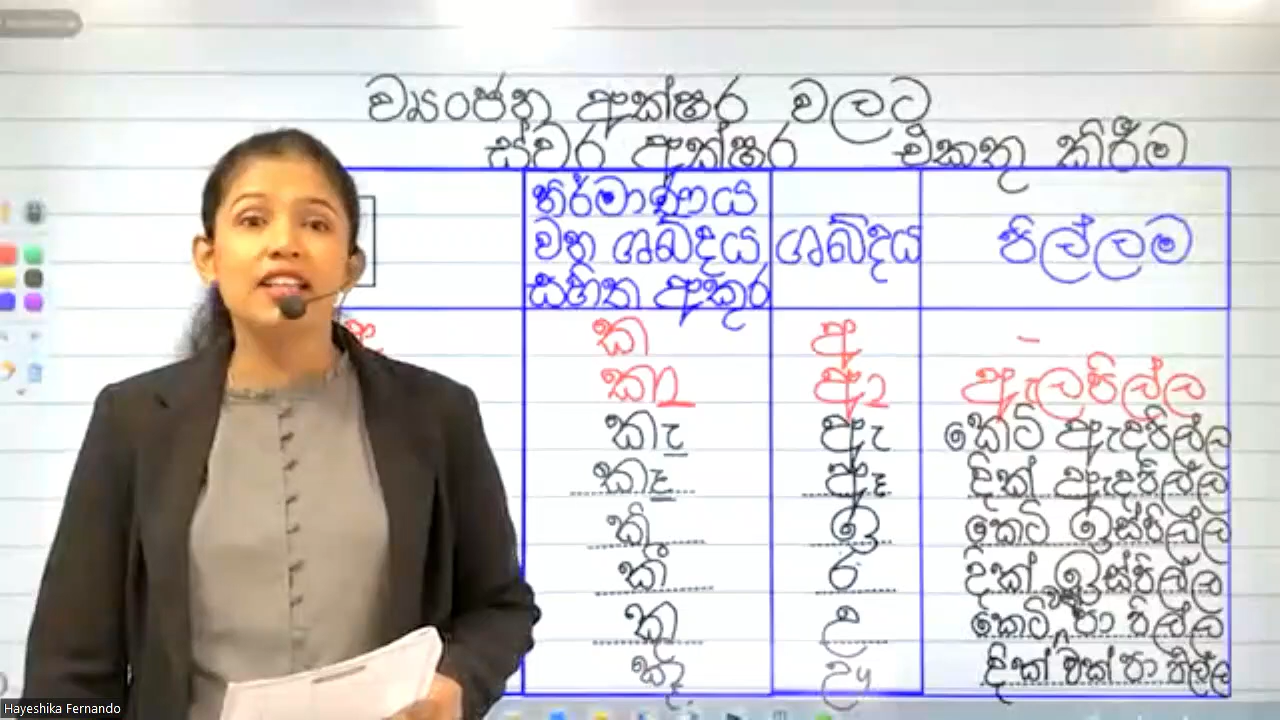 ව්‍යංජන අක්ෂර වලට
ස්වර අක්ෂර එකතු කිරීම
නිර්මාණය
වන ශබ්දය
සහිත අකුර
ශබ්දය
පිල්ලම
ක අ -
කා ආ ඇලපිල්ල
කැ ඇ කෙටි ඇදපිල්ල
කෑ ඈ දික් ඇදපිල්ල
කි ඉ කෙටි ඉස්පිල්ල
කී ඊ දික් ඉස්පිල්ල
කු උ කෙටි පා පිල්ල
කූ ඌ දික් එක් පා පිල්ල
Hayeshika Fernando